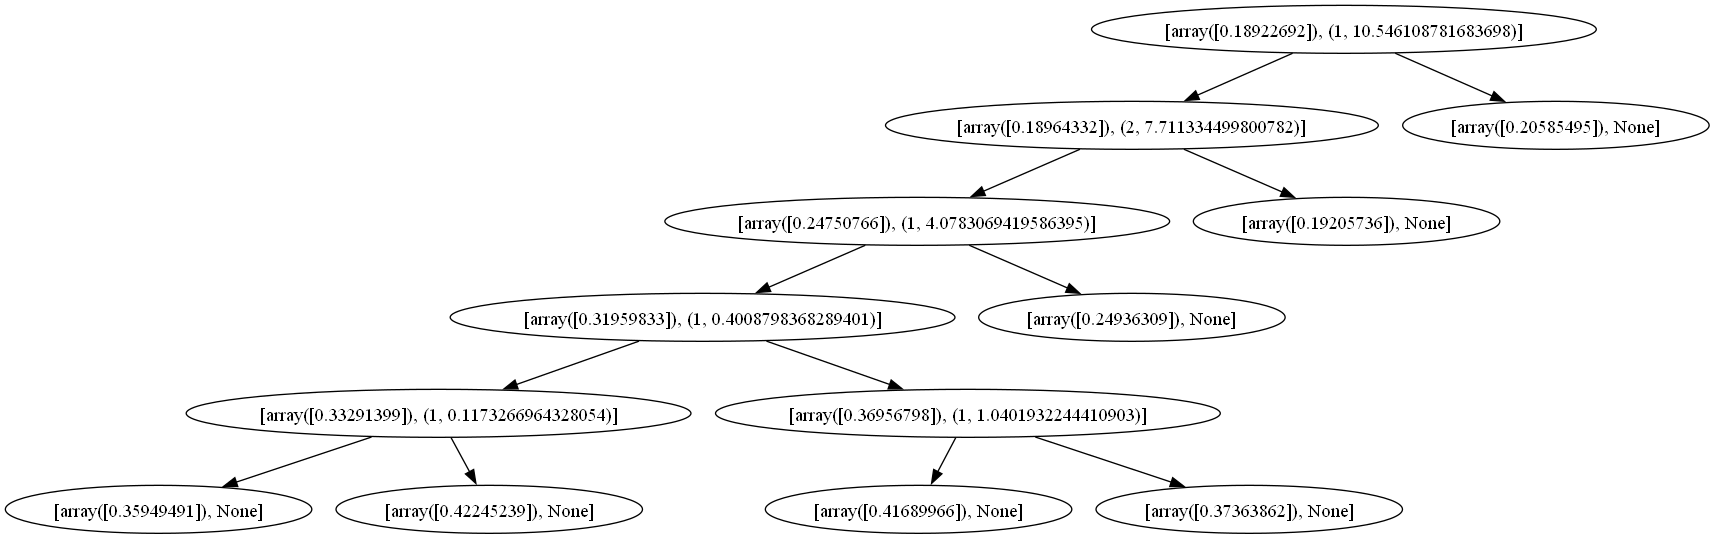 [array([0.18922692]), (1, 10.546108781683698)]
[array([0.18964332]), (2, 7.711334499800782)]
[array([0.20585495]), None]
[array([0.24750766]), (1, 4.0783069419586395)]
[array([0.19205736]), None]
[array([0.31959833]), (1, 0.4008798368289401)]
[array([0.24936309]), None]
[array([0.33291399]), (1, 0.1173266964328054)]
[array([0.36956798]), (1, 1.0401932244410903)]
[array([0.35949491]), None]
[array([0.42245239]), None]
[array([0.41689966]), None]
[array([0.37363862]), None]